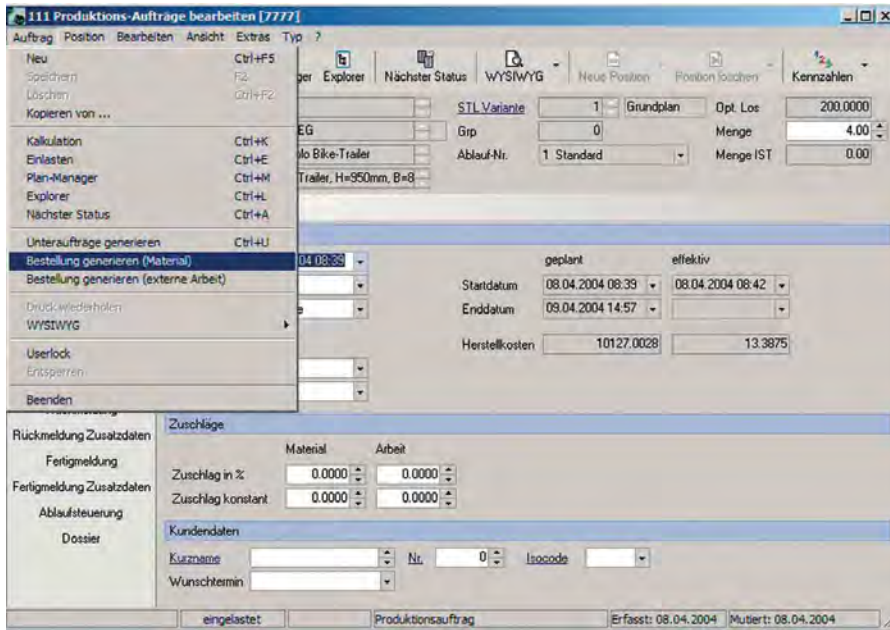 111 Produktions-Aufträge bearbeiten [7777]
Auftrag Position Bearbeiten Ansicht Extras Typ ?
Neu Ctrl+F5
Speichern F2
Löschen Ctrl+F2
Kopieren von ...
Kalkulation Ctrl+K
Einlasten Ctrl+E
Plan-Manager Ctrl+M
Explorer Ctrl+L
Nächster Status Ctrl+A
Unteraufträge generieren Ctrl+U
Bestellung generieren (Material)
Bestellung generieren (externe Arbeit)
Druck wiederholen
WYSIWYG
Userlock
Entsperren
Beenden
ger Explorer Nächster Status WYSIWYG Neue Position Position löschen Kennzahlen
STL Variante 1 Grundplan Opt. Los 200.0000
EG Grp 0 Menge 4.00
olo Bike-Trailer Ablauf-Nr. 1 Standard Menge IST 0.00
Trailer, H=950mm, B=8
04 08:39 geplant effektiv
Startdatum 08.04.2004 08:39 08.04.2004 08:42
e Enddatum 09.04.2004 14:57
Herstellkosten 10127.0028 13.3875
Rückmeldung Zusatzdaten
Fertigmeldung
Fertigmeldung Zusatzdaten
Ablaufsteuerung
Dossier
Zuschläge
Material Arbeit
Zuschlag in % 0.0000 0.0000
Zuschlag konstant 0.0000 0.0000
Kundendaten
Kurzname Nr. 0 Isocode
Wunschtermin
eingelastet Produktionsauftrag Erfasst: 08.04.2004 Mutiert: 08.04.2004